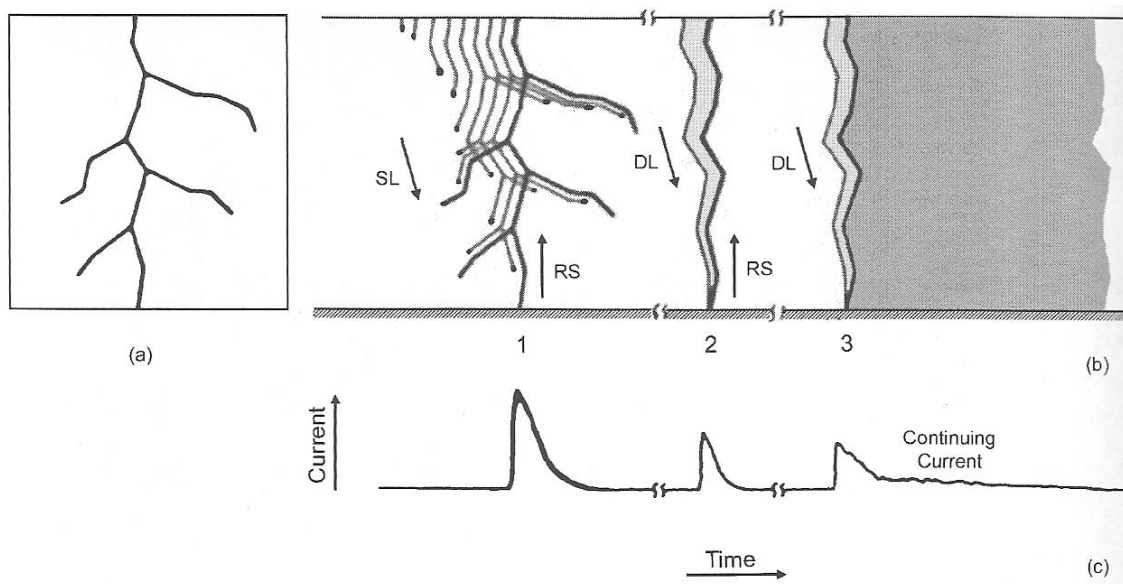 (a)
SL
RS
DL
RS
DL
1
2
3
(b)
Current
Continuing
Current
Time
(c)